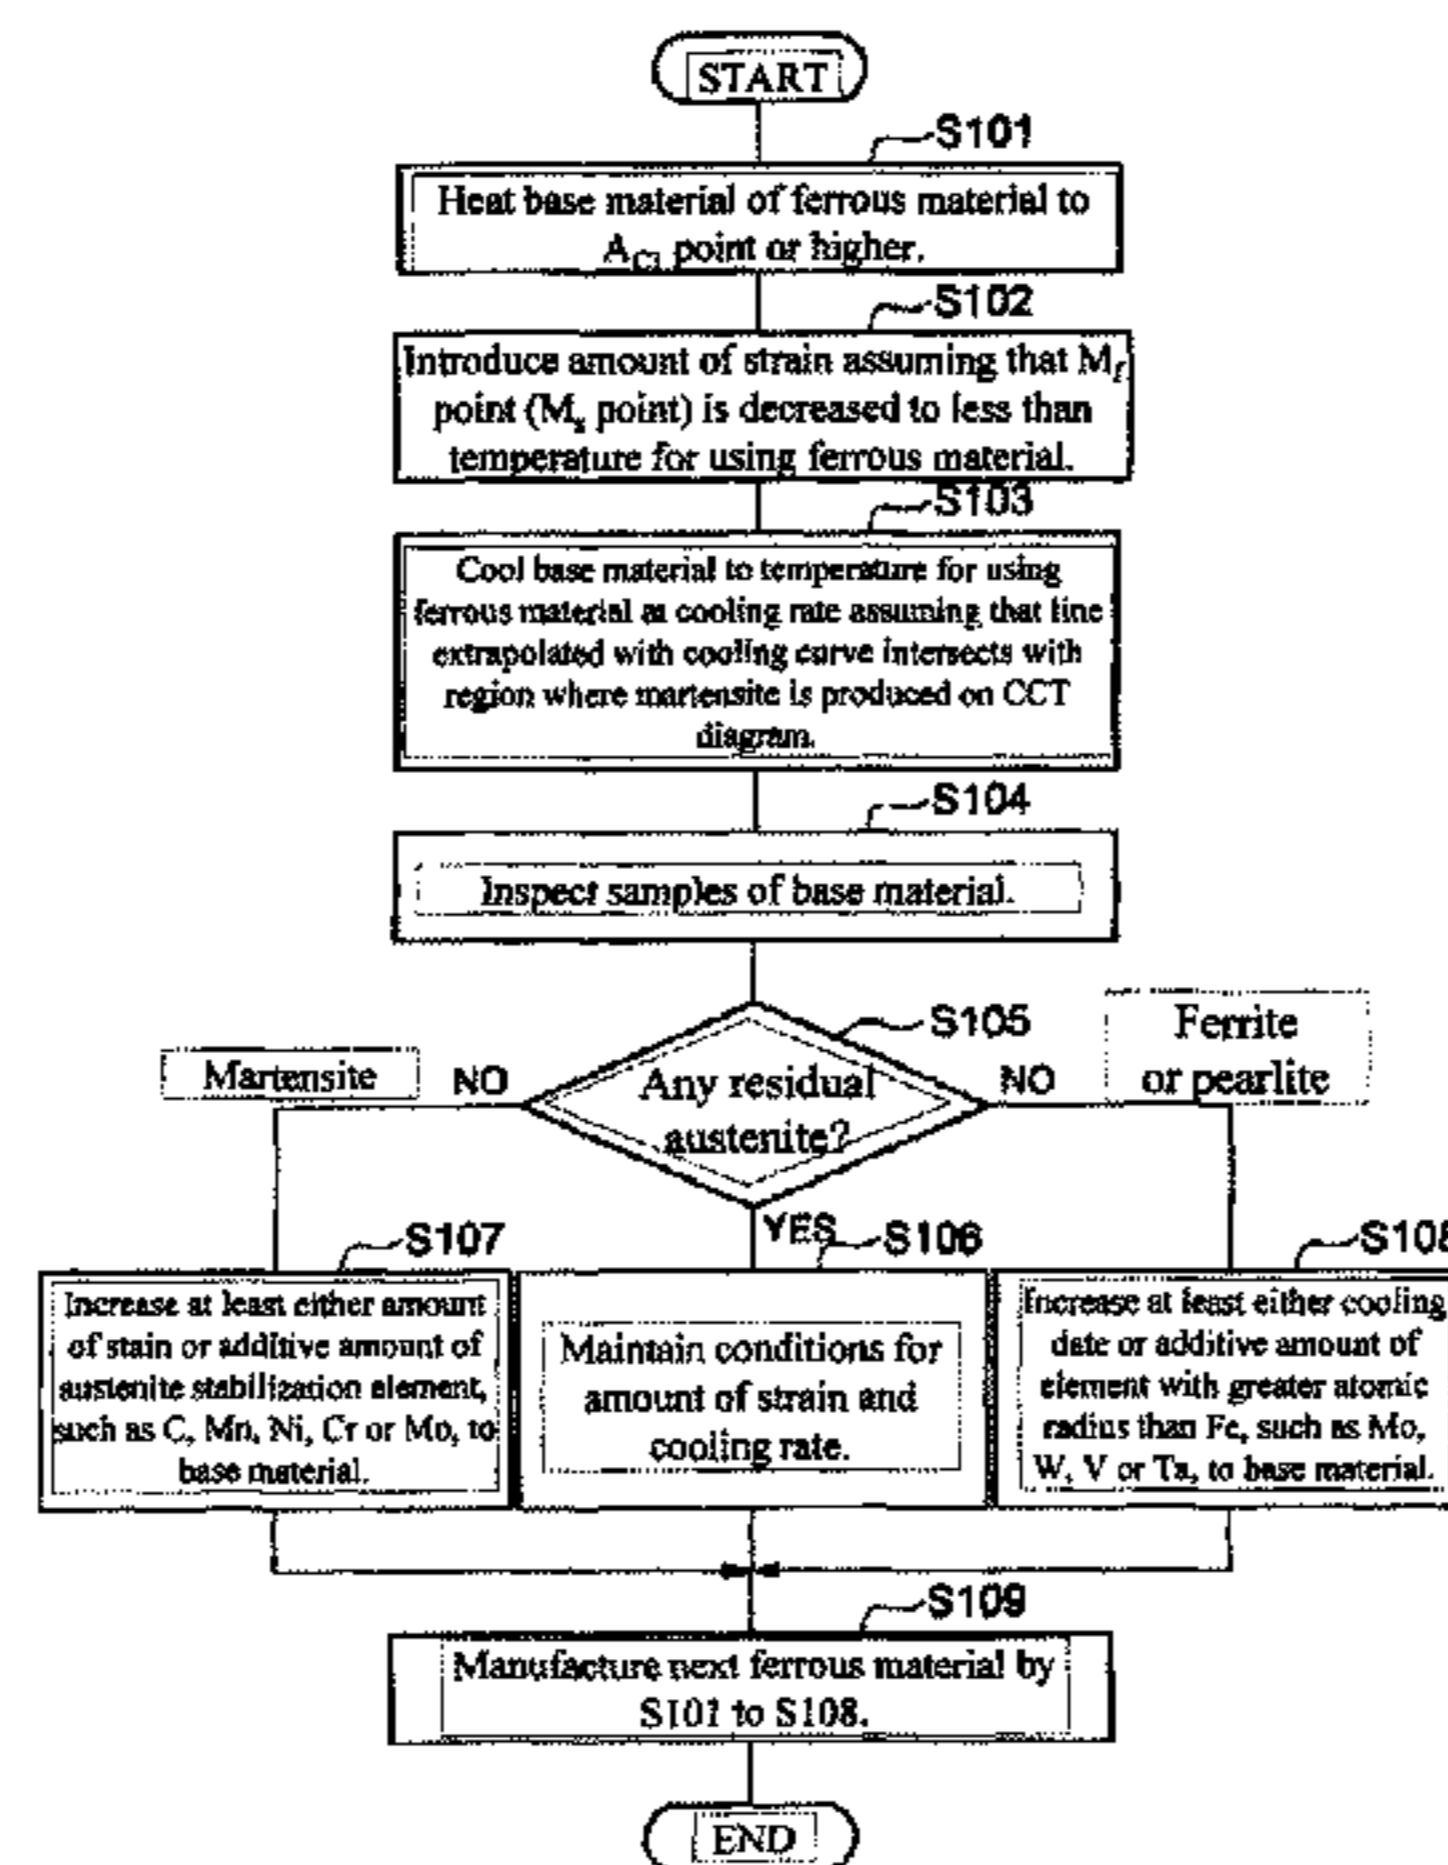 START
S101
Heat base material of ferrous material to
AC3 point or higher.
S102
Introduce amount of strain assuming that Mf
point (Ms point) is decreased to less than
temperature for using ferrous material.
S103
Cool base material to temperature for using
ferrous material at cooling rate assuming that line
extrapolated with cooling curve intersects with
region where martensite is produced on CCT
diagram.
S104
Inspect samples of base material.
S105
Any residual
austenite?
Martensite
NO
NO
Ferrite
or pearlite
YES
S107
Increase at least either amount
of stain or additive amount of
austenite stabilization element,
such as C, Mn, Ni, Cr or Mo, to
base material.
S106
Maintain conditions for
amount of strain and
cooling rate.
S108
Increase at least either cooling
date or additive amount of
element with greater atomic
radius than Fe, such as Mo,
W, V or Ta, to base material.
S109
Manufacture next ferrous material by
S101 to S108.
END